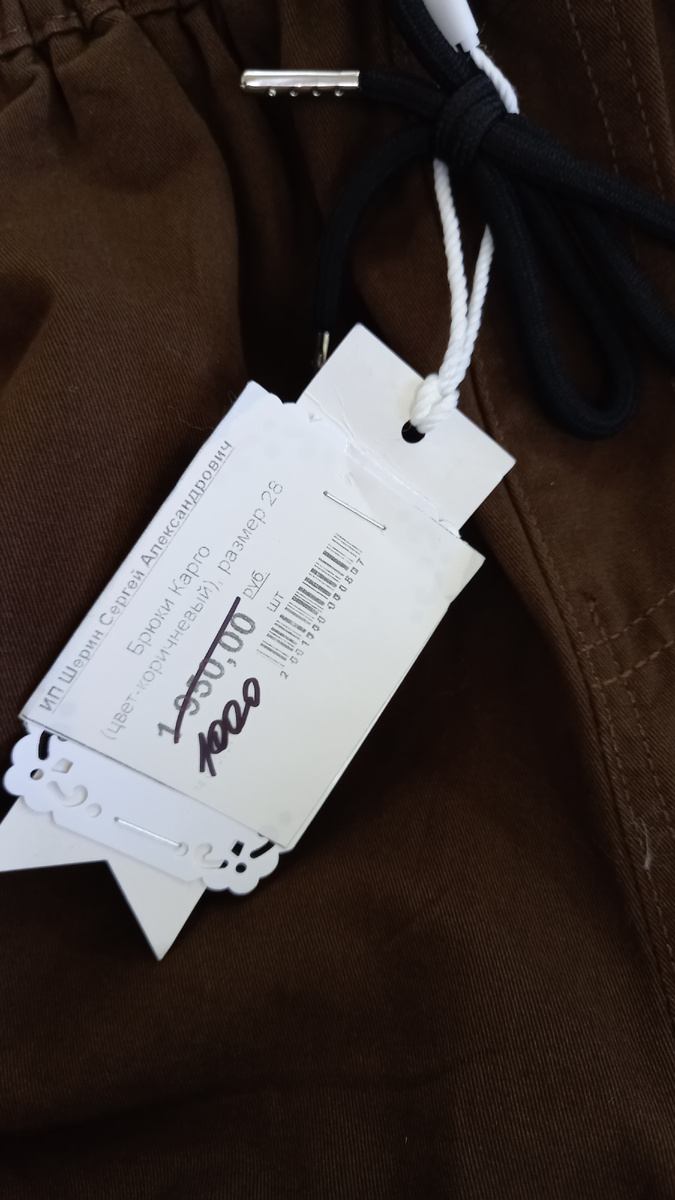 ИП Шерин Сергей Александрович
Брюки Карго
(цвет-коричневый), размер 28
1 950,00 руб.
1000
шт